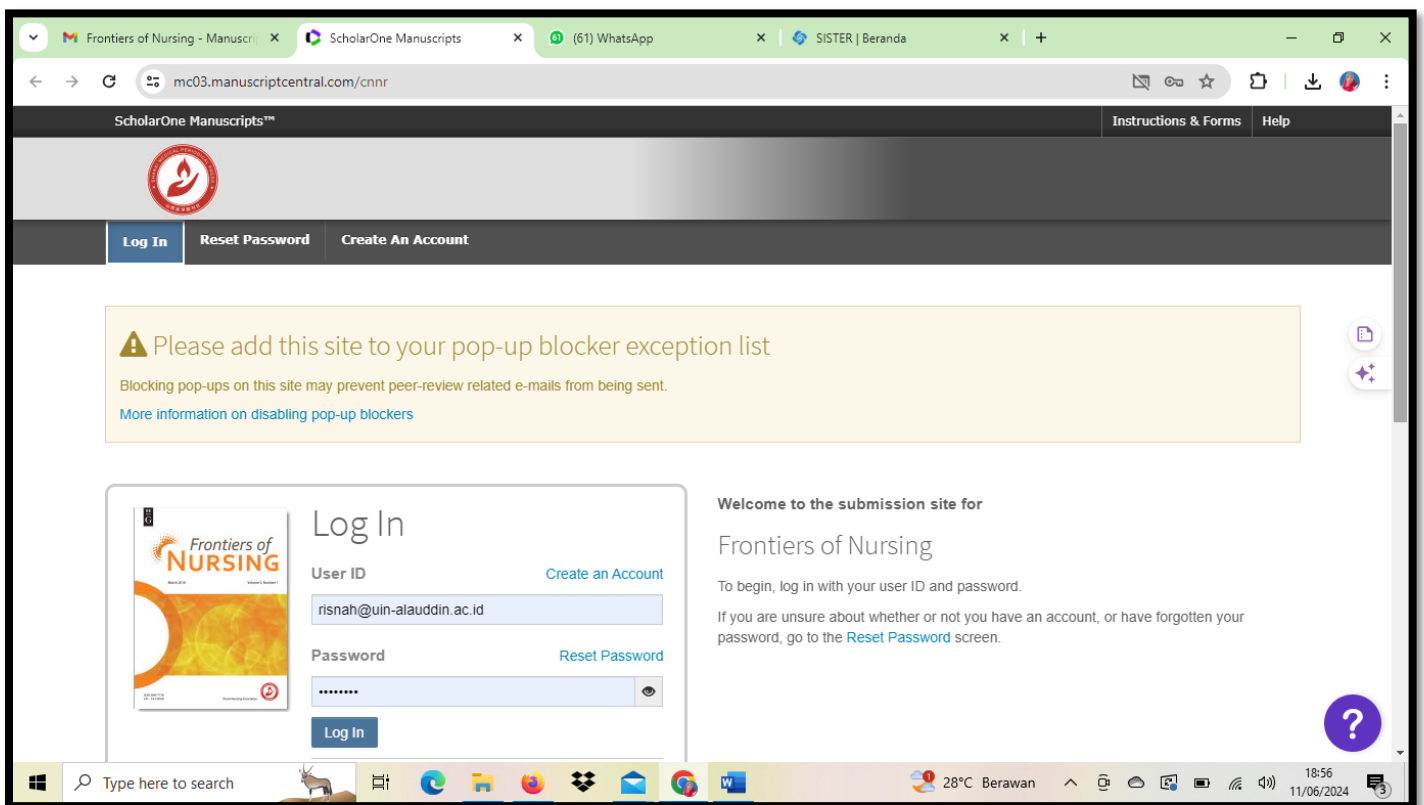 Frontiers of Nursing - Manuscri
ScholarOne Manuscripts
(61) WhatsApp
SISTER | Beranda
mc03.manuscriptcentral.com/cnnr
ScholarOne Manuscripts™
Instructions & Forms
Help
Log In
Reset Password
Create An Account
Please add this site to your pop-up blocker exception list
Blocking pop-ups on this site may prevent peer-review related e-mails from being sent.
More information on disabling pop-up blockers
Frontiers of
NURSING
Log In
User ID
Create an Account
risnah@uin-alauddin.ac.id
Password
Reset Password
••••••••
Log In
Welcome to the submission site for
Frontiers of Nursing
To begin, log in with your user ID and password.
If you are unsure about whether or not you have an account, or have forgotten your
password, go to the Reset Password screen.
?
Type here to search
28°C Berawan
18:56
11/06/2024
3